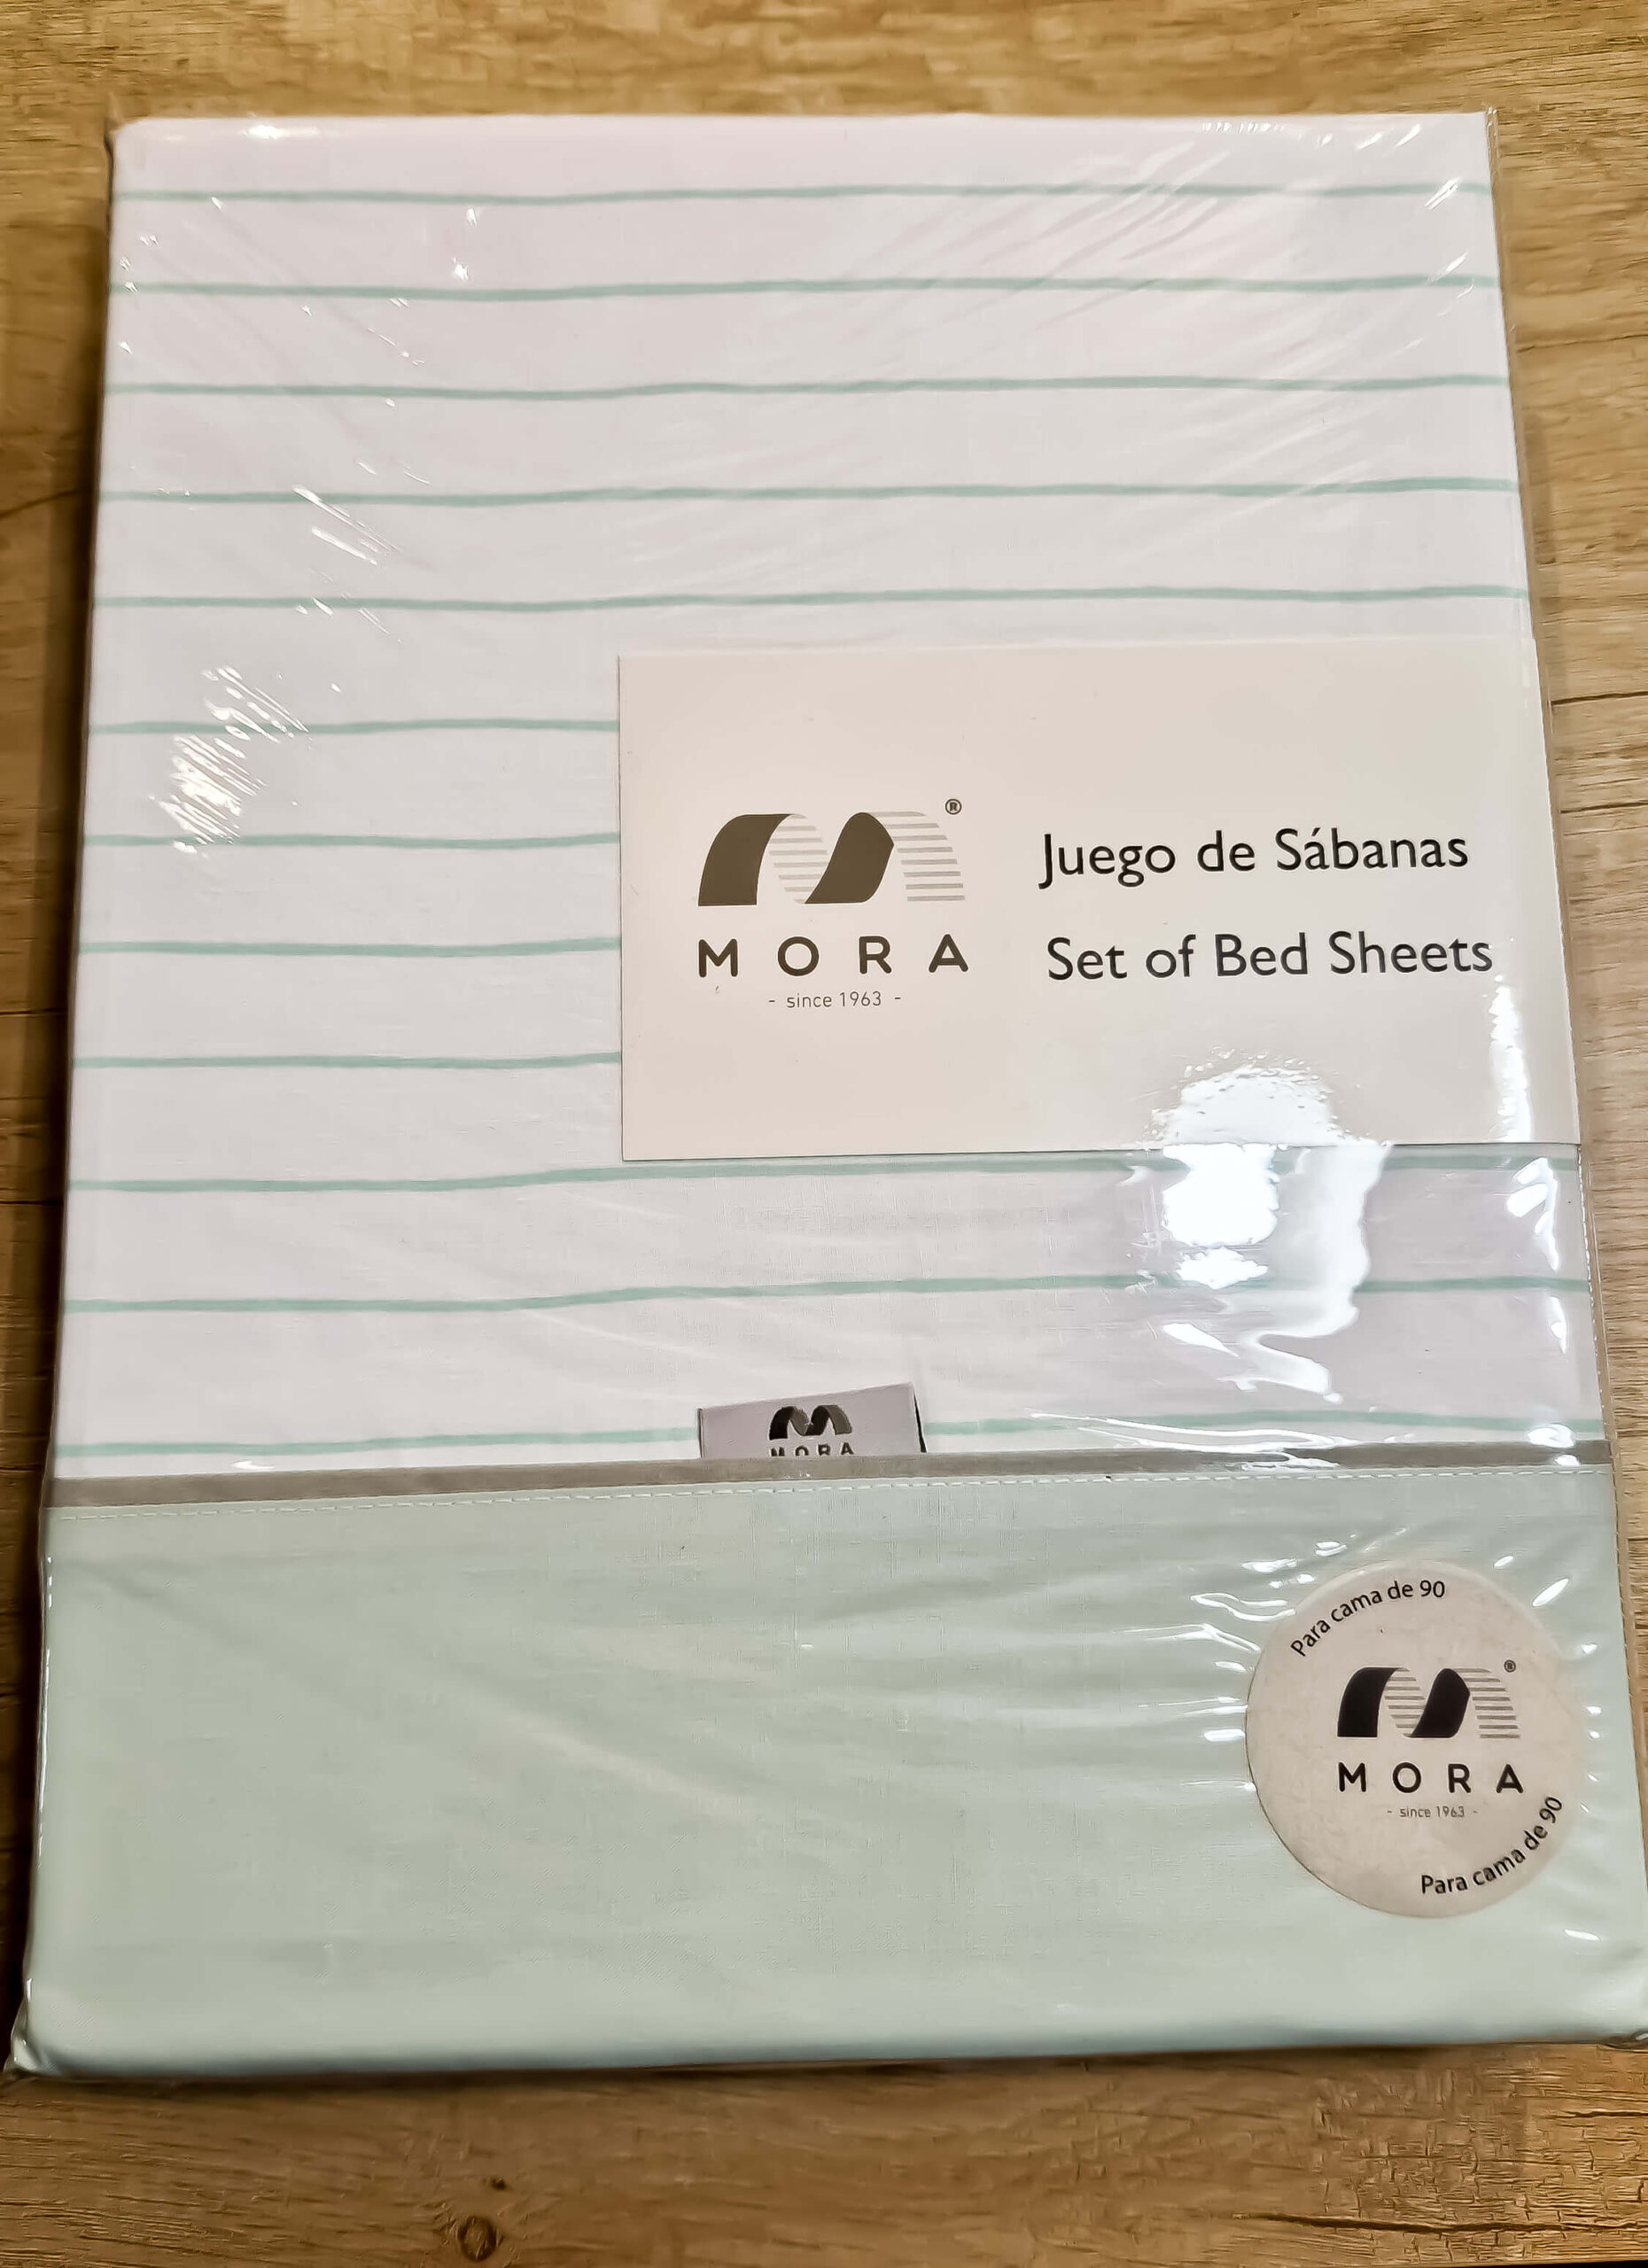 ®
MORA
- since 1963 -
Juego de Sábanas
Set of Bed Sheets
MORA
Para cama de 90
®
MORA
- since 1963 -
Para cama de 90